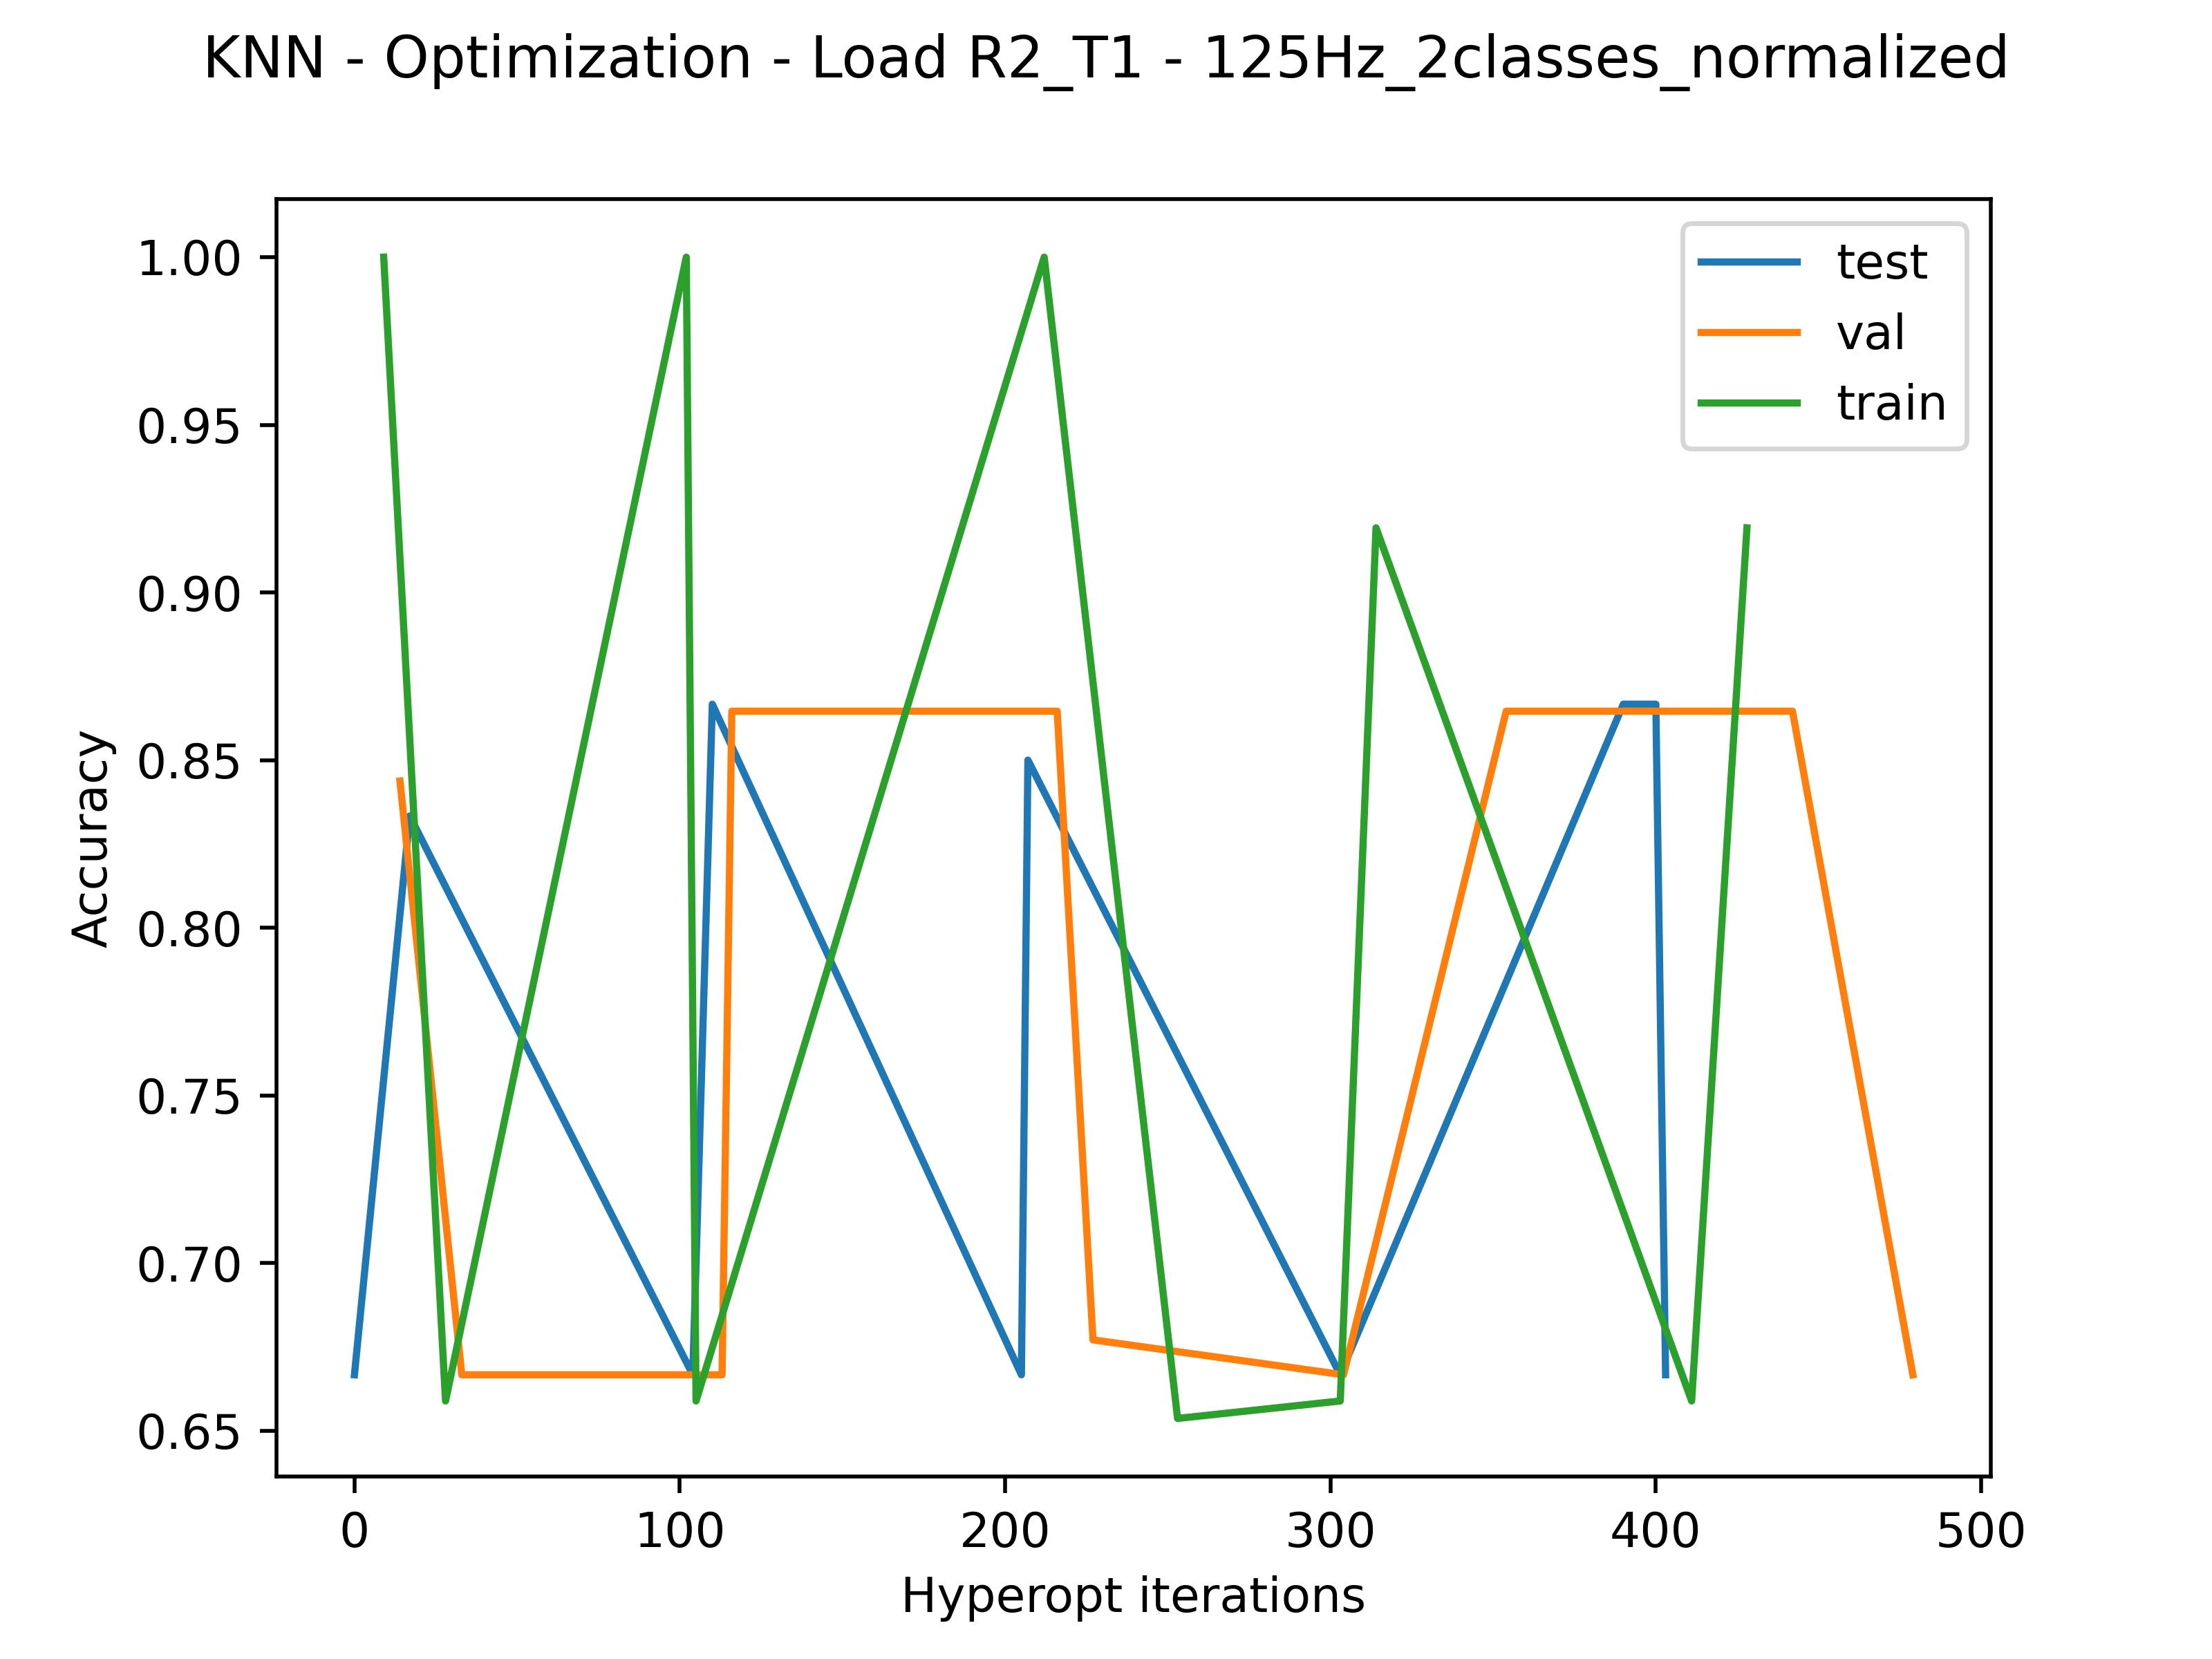 KNN - Optimization - Load R2_T1 - 125Hz_2classes_normalized
test
val
train
1.00
0.95
0.90
0.85
0.80
0.75
0.70
0.65
Accuracy
0 100 200 300 400 500
Hyperopt iterations